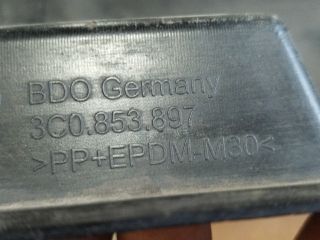 BDO Germany
3C0.853.897
>PP+EPDM-M30<